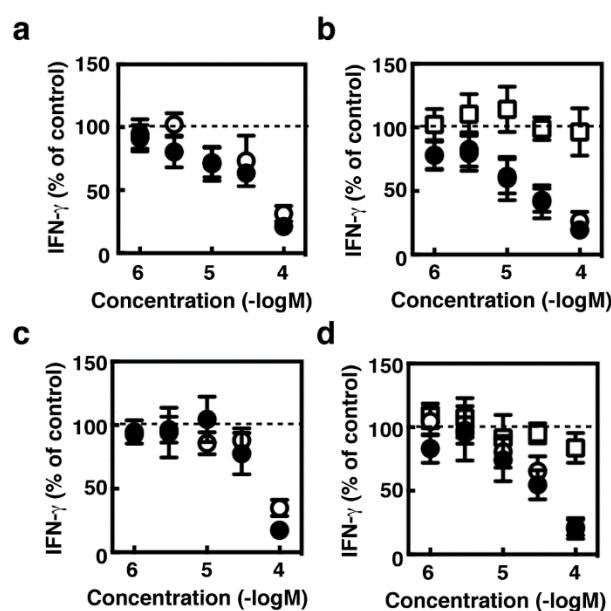 a
IFN-γ (% of control)
150
100
50
0
6 5 4
Concentration (-logM)
b
IFN-γ (% of control)
150
100
50
0
6 5 4
Concentration (-logM)
c
IFN-γ (% of control)
150
100
50
0
6 5 4
Concentration (-logM)
d
IFN-γ (% of control)
150
100
50
0
6 5 4
Concentration (-logM)